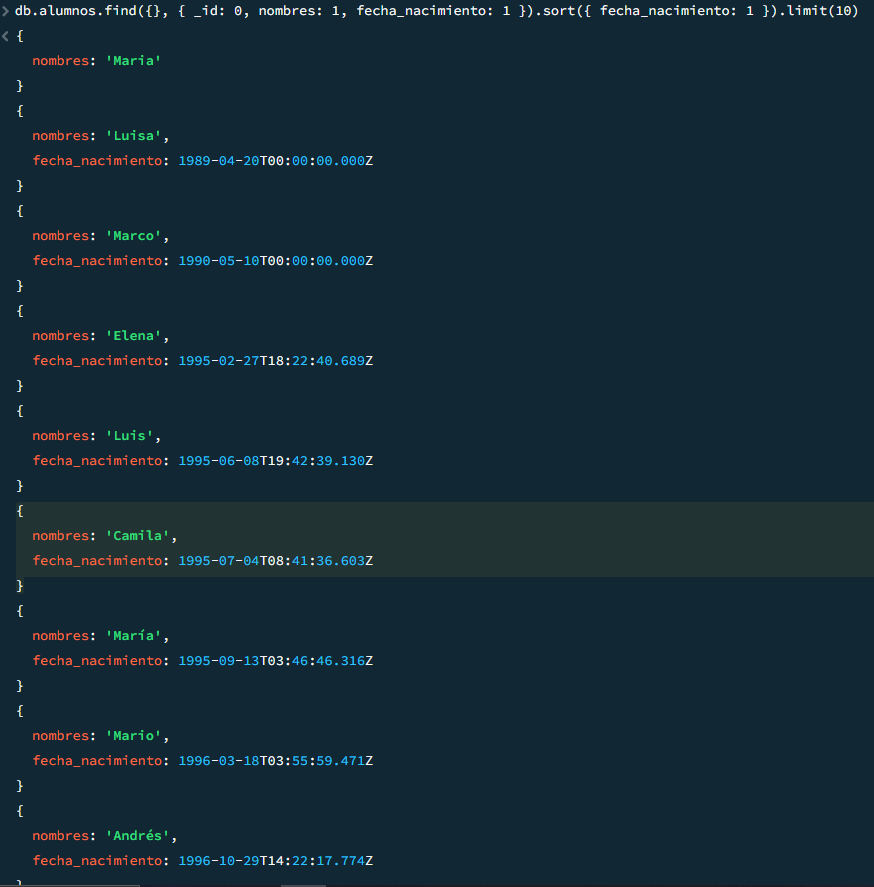 db.alumnos.find({}, { _id: 0, nombres: 1, fecha_nacimiento: 1 }).sort({ fecha_nacimiento: 1 }).limit(10)
{
nombres: 'Maria'
}
{
nombres: 'Luisa',
fecha_nacimiento: 1989-04-20T00:00:00.000Z
}
{
nombres: 'Marco',
fecha_nacimiento: 1990-05-10T00:00:00.000Z
}
{
nombres: 'Elena',
fecha_nacimiento: 1995-02-27T18:22:40.689Z
}
{
nombres: 'Luis',
fecha_nacimiento: 1995-06-08T19:42:39.130Z
}
{
nombres: 'Camila',
fecha_nacimiento: 1995-07-04T08:41:36.603Z
}
{
nombres: 'María',
fecha_nacimiento: 1995-09-13T03:46:46.316Z
}
{
nombres: 'Mario',
fecha_nacimiento: 1996-03-18T03:55:59.471Z
}
{
nombres: 'Andrés',
fecha_nacimiento: 1996-10-29T14:22:17.774Z
}